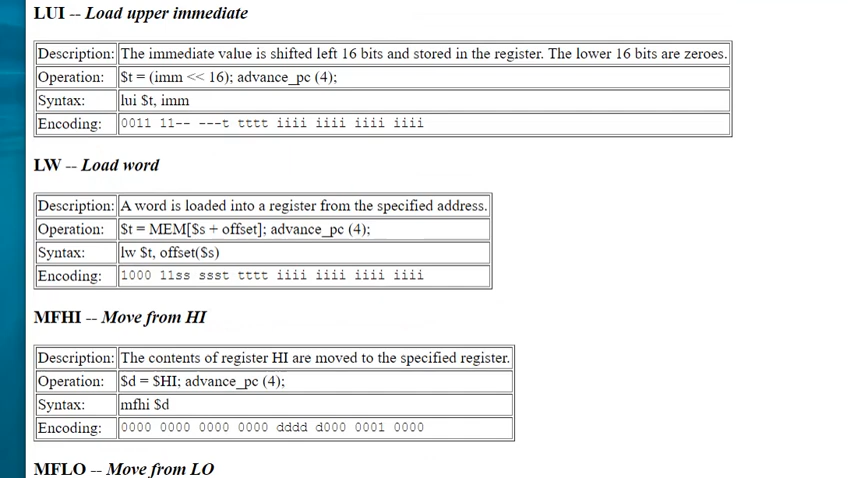 LUI -- Load upper immediate
Description: The immediate value is shifted left 16 bits and stored in the register. The lower 16 bits are zeroes.
Operation: $t = (imm << 16); advance_pc (4);
Syntax: lui $t, imm
Encoding: 0011 11-- ---t tttt iiii iiii iiii iiii
LW -- Load word
Description: A word is loaded into a register from the specified address.
Operation: $t = MEM[$s + offset]; advance_pc (4);
Syntax: lw $t, offset($s)
Encoding: 1000 11ss ssst tttt iiii iiii iiii iiii
MFHI -- Move from HI
Description: The contents of register HI are moved to the specified register.
Operation: $d = $HI; advance_pc (4);
Syntax: mfhi $d
Encoding: 0000 0000 0000 0000 dddd d000 0001 0000
MFLO -- Move from LO